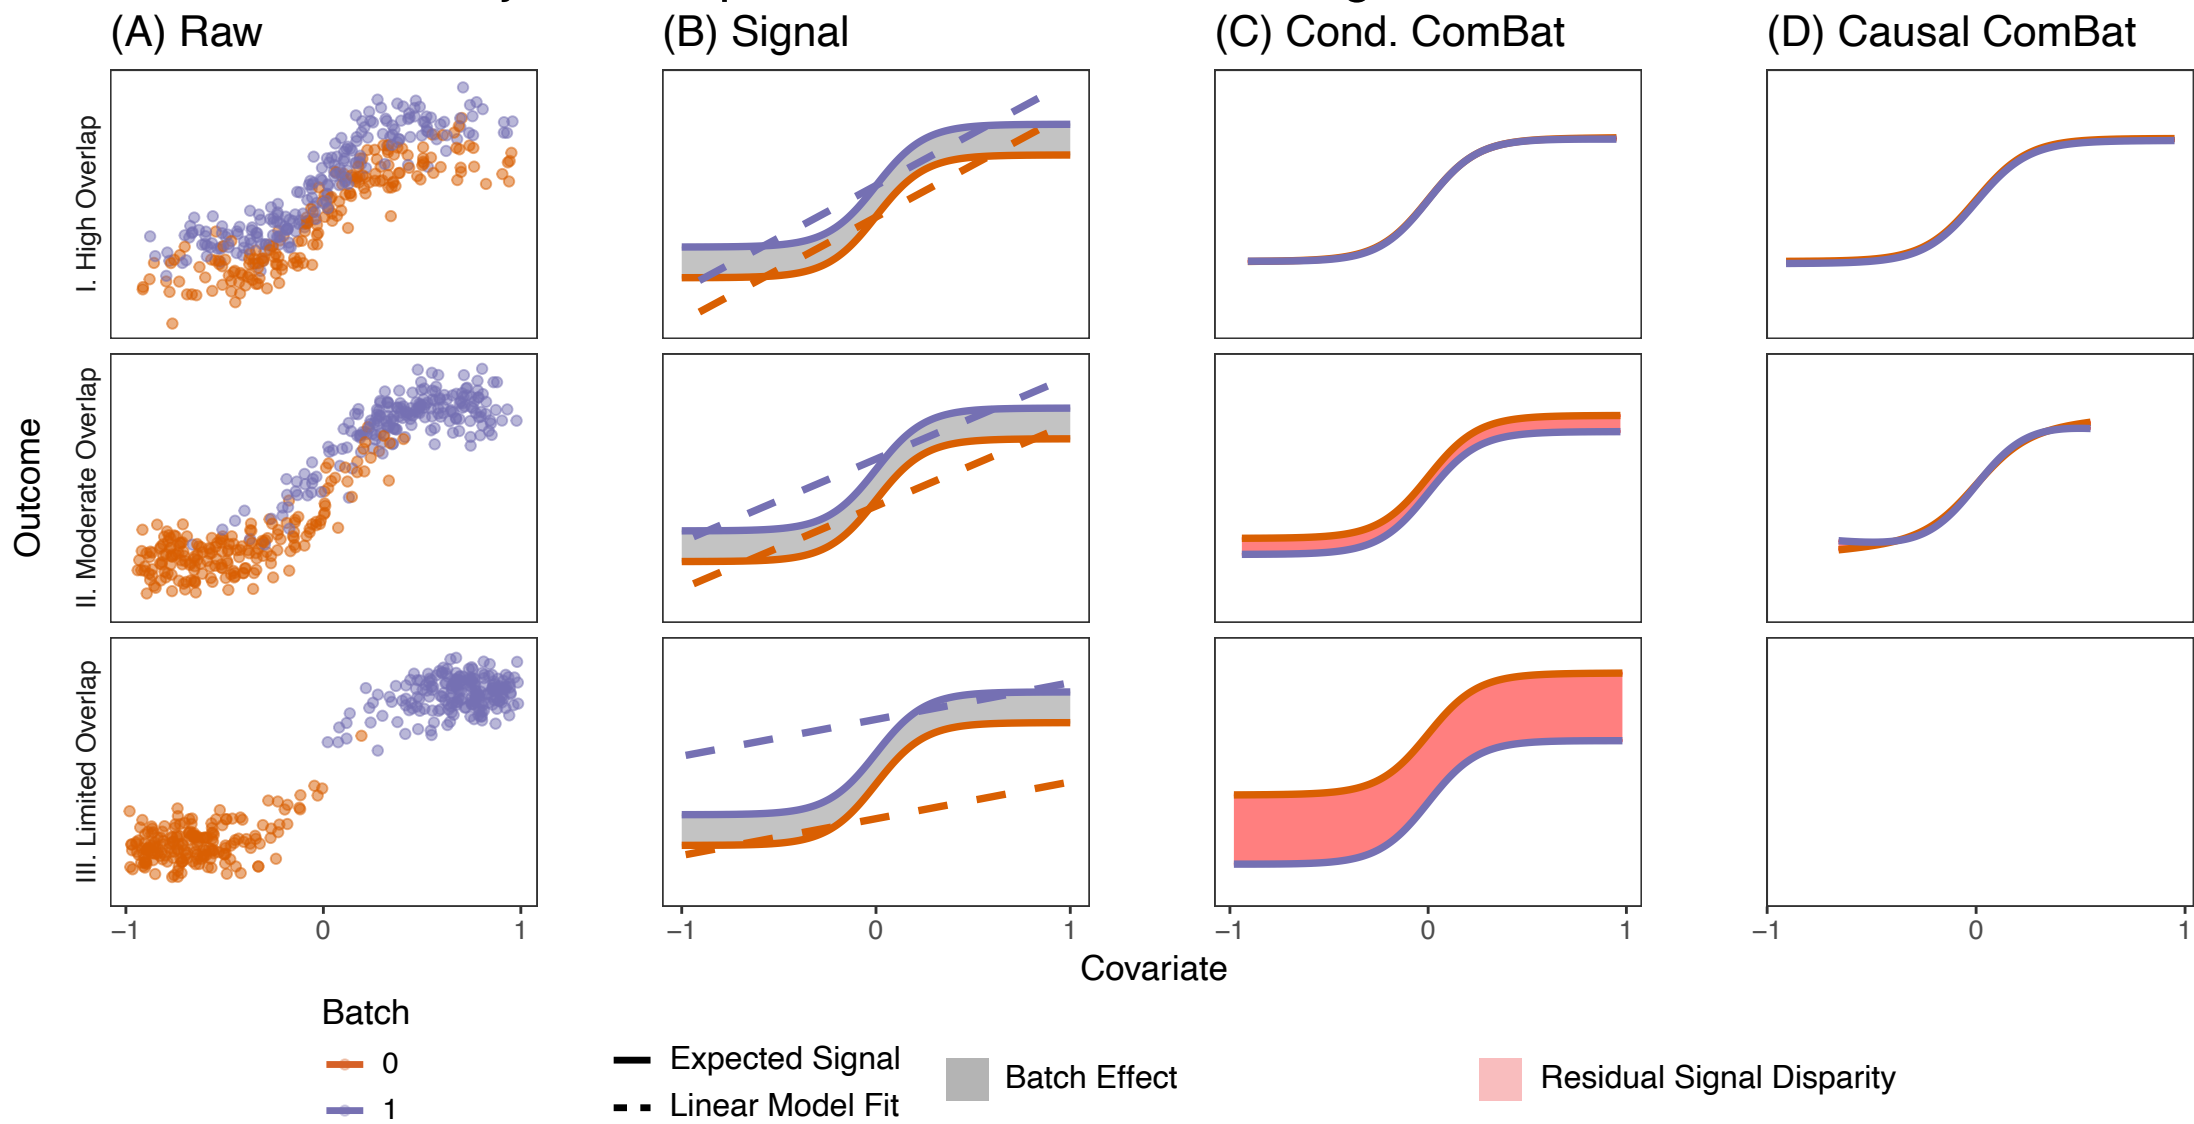 (A) Raw
(B) Signal
(C) Cond. ComBat
(D) Causal ComBat
Outcome
I. High Overlap
II. Moderate Overlap
III. Limited Overlap
−1 0 1
−1 0 1
−1 0 1
−1 0 1
Covariate
Batch
0
1
Expected Signal
Linear Model Fit
Batch Effect
Residual Signal Disparity